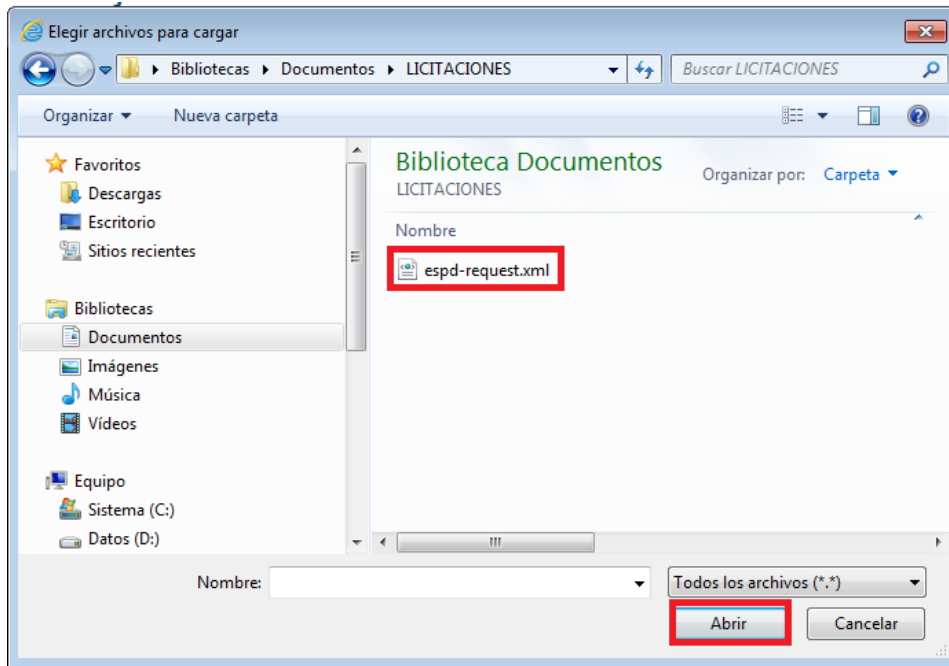 Elegir archivos para cargar
Bibliotecas Documentos LICITACIONES
Buscar LICITACIONES
Organizar Nueva carpeta
Favoritos
Descargas
Escritorio
Sitios recientes
Bibliotecas
Documentos
Imágenes
Música
Vídeos
Equipo
Sistema (C:)
Datos (D:)
Biblioteca Documentos
LICITACIONES
Organizar por: Carpeta
Nombre
espd-request.xml
Nombre:
Todos los archivos (*.*)
Abrir Cancelar